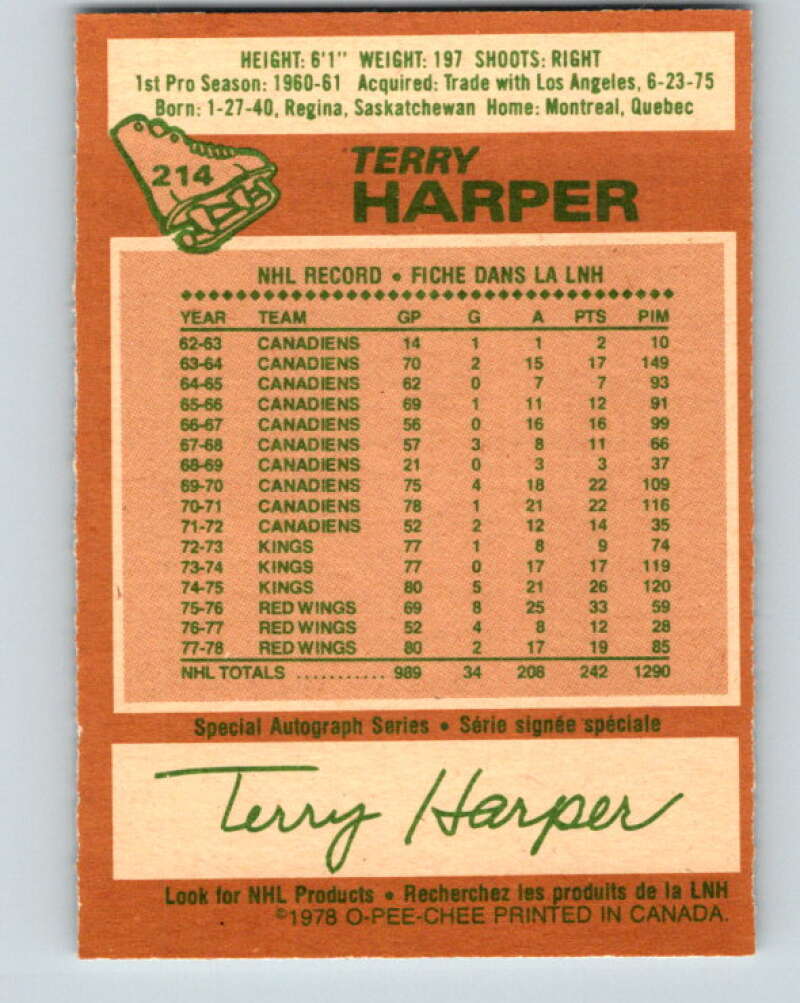 HEIGHT: 6'1" WEIGHT: 197 SHOOTS: RIGHT
1st Pro Season: 1960-61 Acquired: Trade with Los Angeles, 6-23-75
Born: 1-27-40, Regina, Saskatchewan Home: Montreal, Quebec
214
TERRY
HARPER
NHL RECORD • FICHE DANS LA LNH
YEAR TEAM GP G A PTS PIM
62-63 CANADIENS 14 1 1 2 10
63-64 CANADIENS 70 2 15 17 149
64-65 CANADIENS 62 0 7 7 93
65-66 CANADIENS 69 1 11 12 91
66-67 CANADIENS 56 0 16 16 99
67-68 CANADIENS 57 3 8 11 66
68-69 CANADIENS 21 0 3 3 37
69-70 CANADIENS 75 4 18 22 109
70-71 CANADIENS 78 1 21 22 116
71-72 CANADIENS 52 2 12 14 35
72-73 KINGS 77 1 8 9 74
73-74 KINGS 77 0 17 17 119
74-75 KINGS 80 5 21 26 120
75-76 RED WINGS 69 8 25 33 59
76-77 RED WINGS 52 4 8 12 28
77-78 RED WINGS 80 2 17 19 85
NHL TOTALS ........... 989 34 208 242 1290
Special Autograph Series • Série signée spéciale
Terry Harper
Look for NHL Products • Recherchez les produits de la LNH
©1978 O-PEE-CHEE PRINTED IN CANADA.